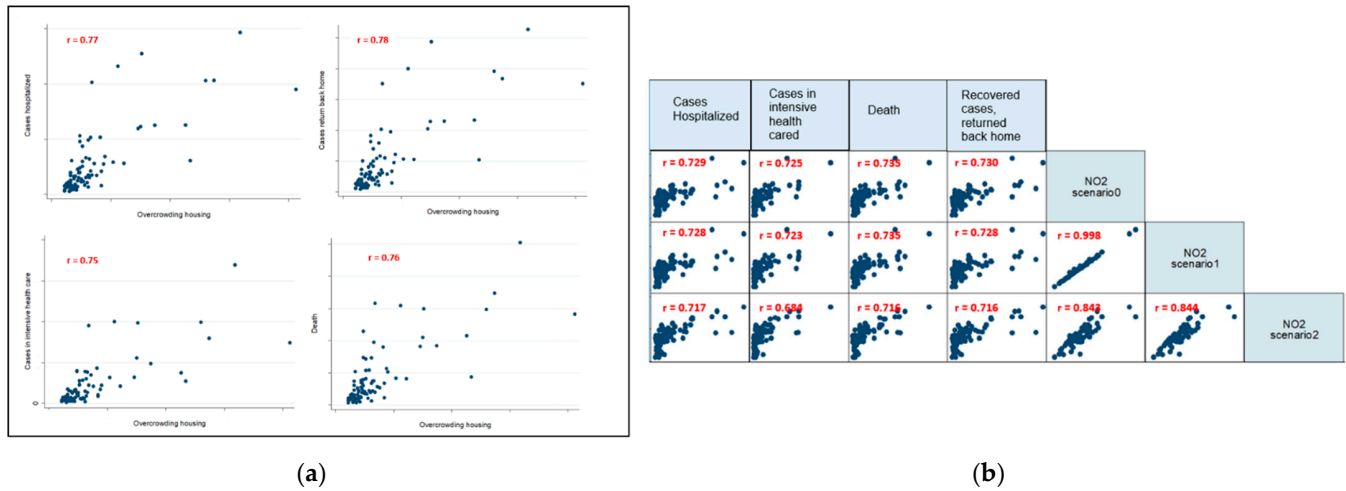 r = 0.77
Cases hospitalized
Overcrowding housing
r = 0.78
Cases return back home
Overcrowding housing
r = 0.75
Cases in intensive health care
0
Overcrowding housing
r = 0.76
Death
Overcrowding housing
(a)
Cases
Hospitalized
Cases in
intensive
health
cared
Death
Recovered
cases,
returned
back home
r = 0.729
r = 0.725
r = 0.735
r = 0.730
NO2
scenario0
r = 0.728
r = 0.723
r = 0.735
r = 0.728
r = 0.998
NO2
scenario1
r = 0.717
r = 0.684
r = 0.716
r = 0.716
r = 0.843
r = 0.844
NO2
scenario2
(b)